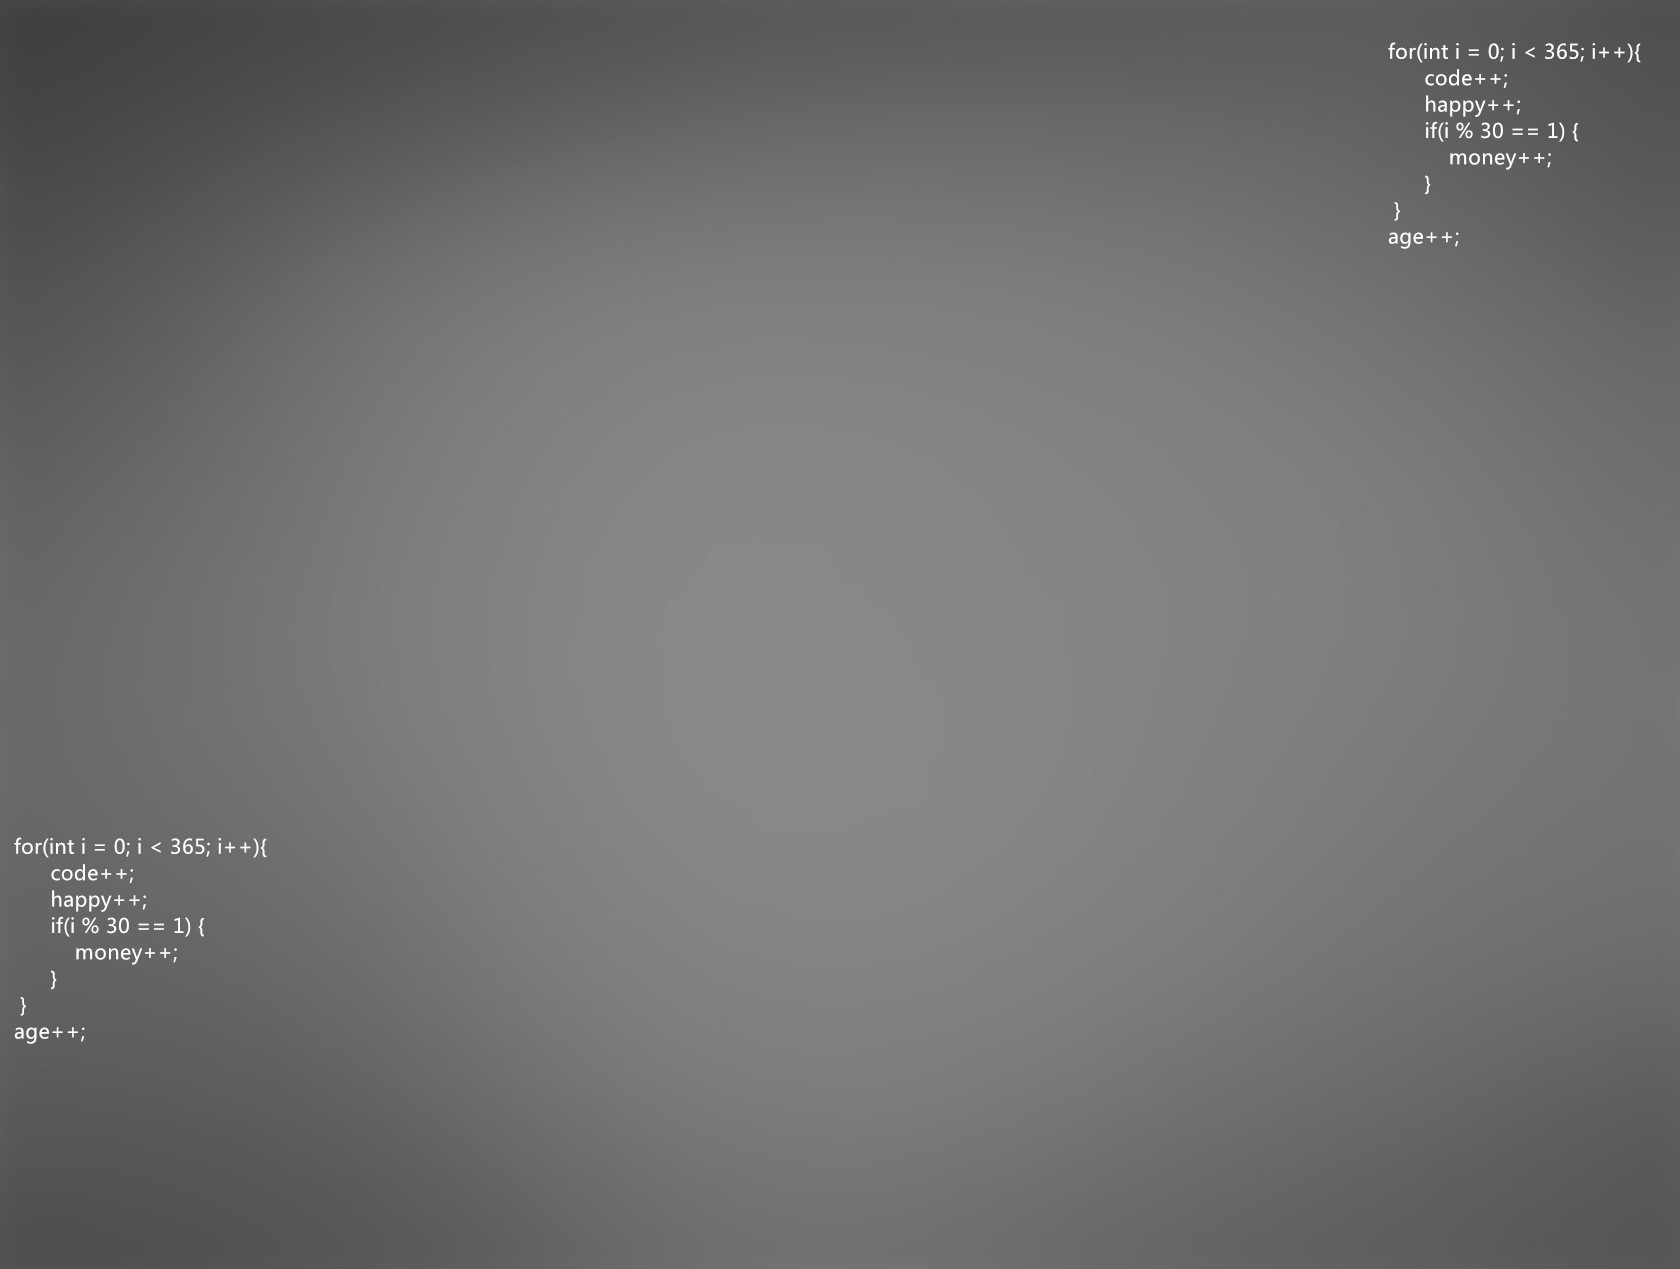 for(int i = 0; i < 365; i++){
      code++;
      happy++;
      if(i % 30 == 1) {
          money++;
      }
 }
age++;
for(int i = 0; i < 365; i++){
      code++;
      happy++;
      if(i % 30 == 1) {
          money++;
      }
 }
age++;